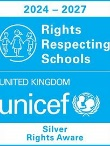 2024 – 2027
Rights
Respecting
Schools
UNITED KINGDOM
unicef
Silver
Rights Aware